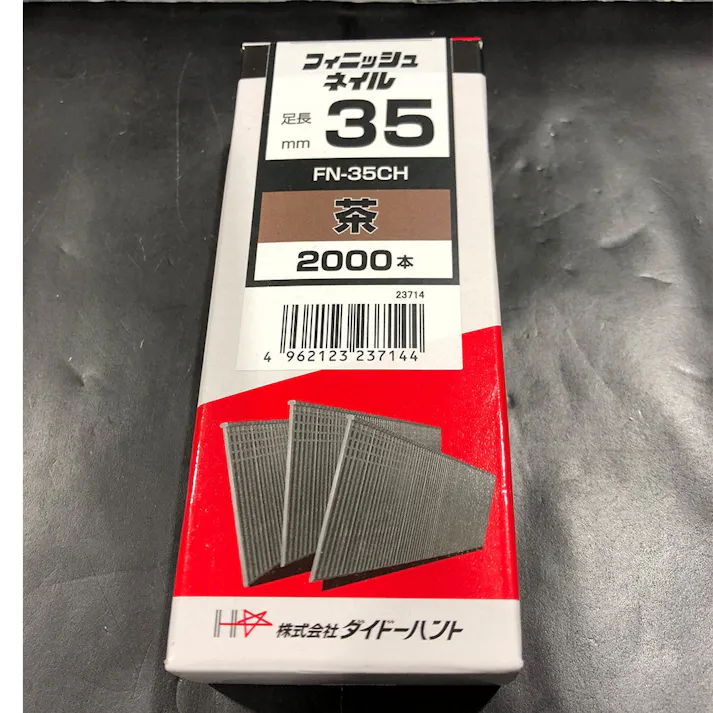 フィニッシュ
ネイル
足長
mm
35
FN-35CH
茶
2000本
23714
4 962123 237144
株式会社 ダイドーハント